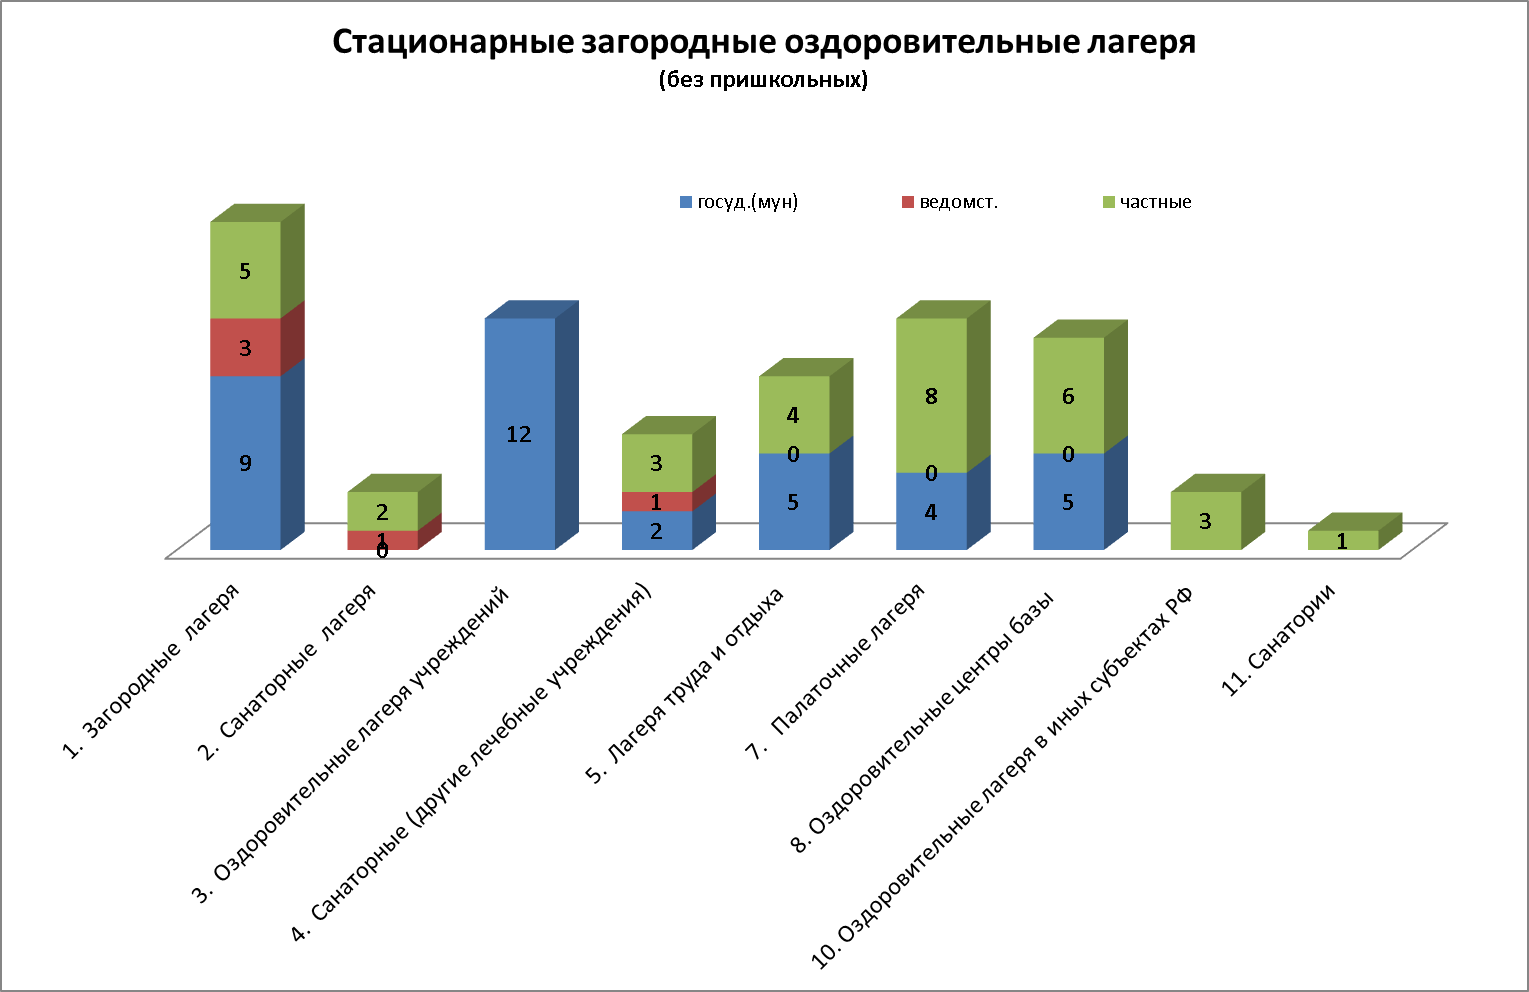 Стационарные загородные оздоровительные лагеря
(без пришкольных)
госуд.(мун) ведомст. частные
5
3
9
2
1
0
12
3
1
2
4
0
5
8
0
4
6
0
5
3
1
1. Загородные лагеря
2. Санаторные лагеря
3. Оздоровительные лагеря учреждений
4. Санаторные (другие лечебные учреждения)
5. Лагеря труда и отдыха
7. Палаточные лагеря
8. Оздоровительные центры базы
10. Оздоровительные лагеря в иных субъектах РФ
11. Санатории